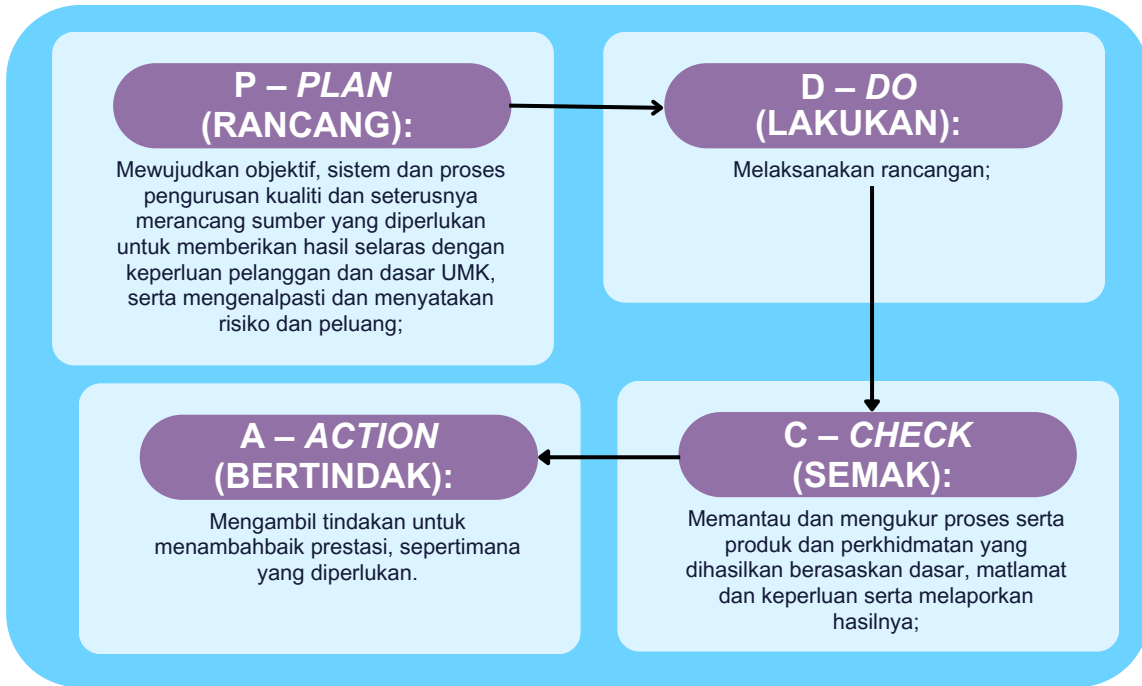 P – PLAN
(RANCANG):
Mewujudkan objektif, sistem dan proses
pengurusan kualiti dan seterusnya
merancang sumber yang diperlukan
untuk memberikan hasil selaras dengan
keperluan pelanggan dan dasar UMK,
serta mengenalpasti dan menyatakan
risiko dan peluang;
D – DO
(LAKUKAN):
Melaksanakan rancangan;
C – CHECK
(SEMAK):
Memantau dan mengukur proses serta
produk dan perkhidmatan yang
dihasilkan berasaskan dasar, matlamat
dan keperluan serta melaporkan
hasilnya;
A – ACTION
(BERTINDAK):
Mengambil tindakan untuk
menambahbaik prestasi, sepertimana
yang diperlukan.